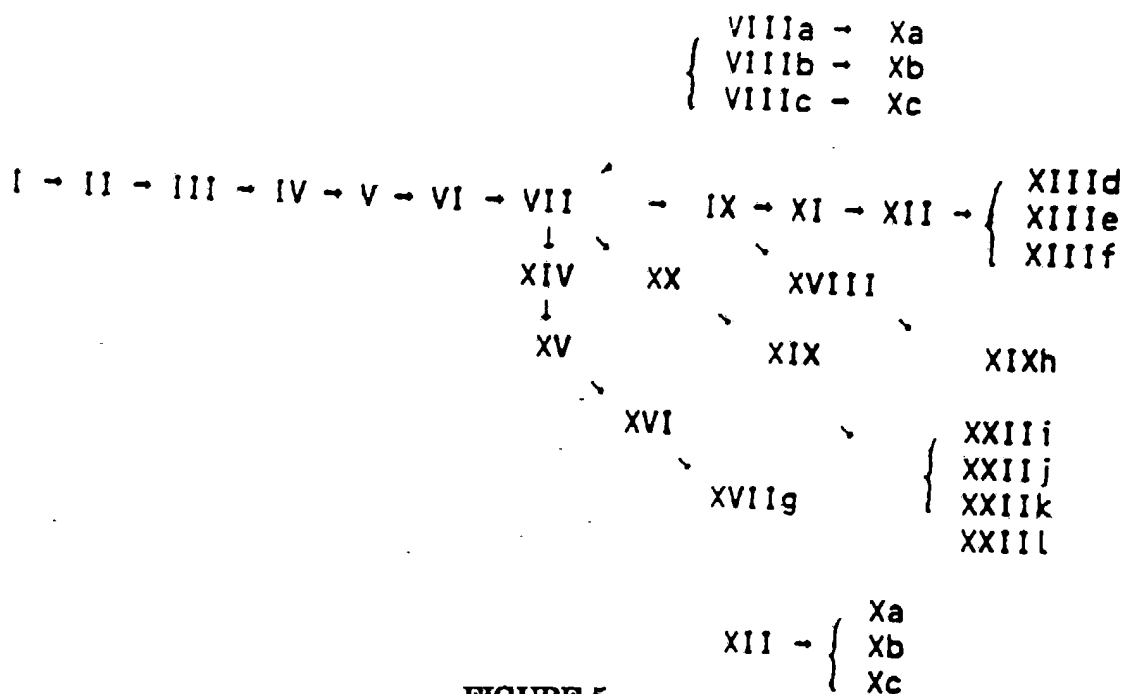 VIIIa → Xa
VIIIb → Xb
VIIIc → Xc
I → II → III → IV → V → VI → VII → IX → XI → XII → XIIId
XIIIe
XIIIf
XIV XX XVIII
XV XIX XIXh
XVI XXIIi
XXIIj
XVIIg XXIIk
XXIIl
Xa
XII → Xb
Xc
FIGURE 5